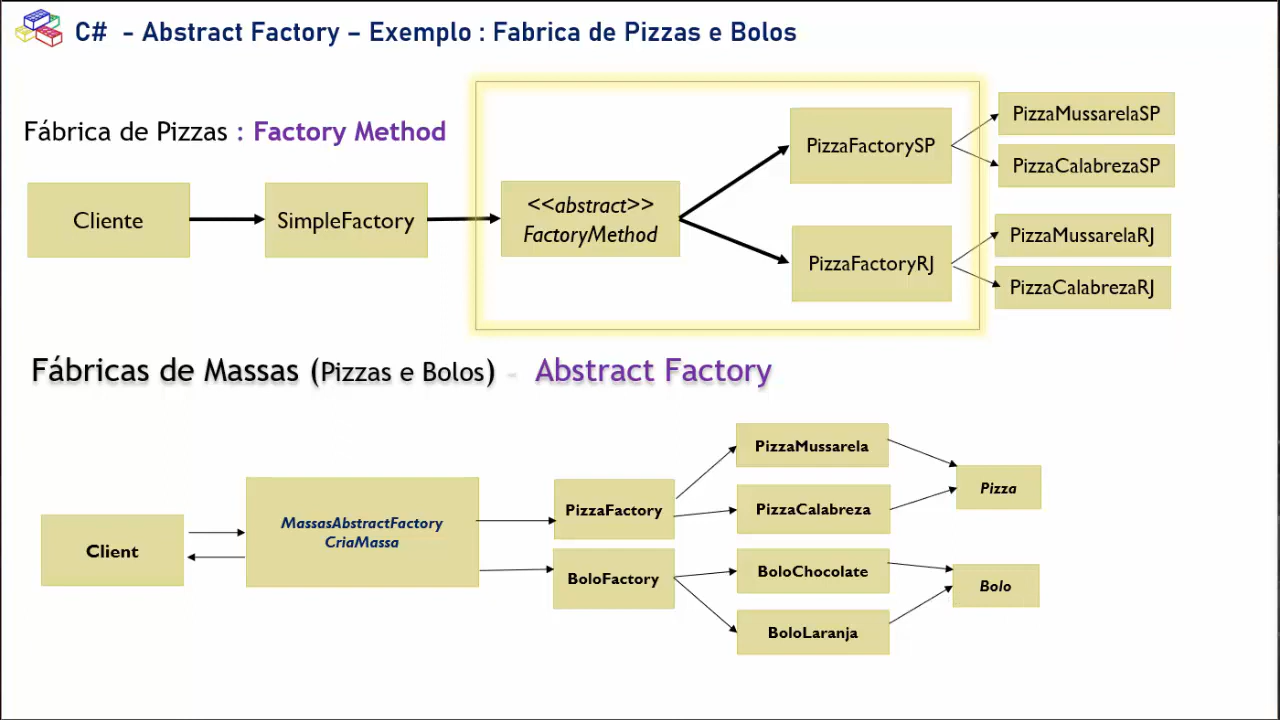 C# - Abstract Factory – Exemplo : Fabrica de Pizzas e Bolos
Fábrica de Pizzas : Factory Method
Cliente
SimpleFactory
<<abstract>>
FactoryMethod
PizzaFactorySP
PizzaFactoryRJ
PizzaMussarelaSP
PizzaCalabrezaSP
PizzaMussarelaRJ
PizzaCalabrezaRJ
Fábricas de Massas (Pizzas e Bolos) - Abstract Factory
Client
MassasAbstractFactory
CriaMassa
PizzaFactory
BoloFactory
PizzaMussarela
PizzaCalabreza
BoloChocolate
BoloLaranja
Pizza
Bolo